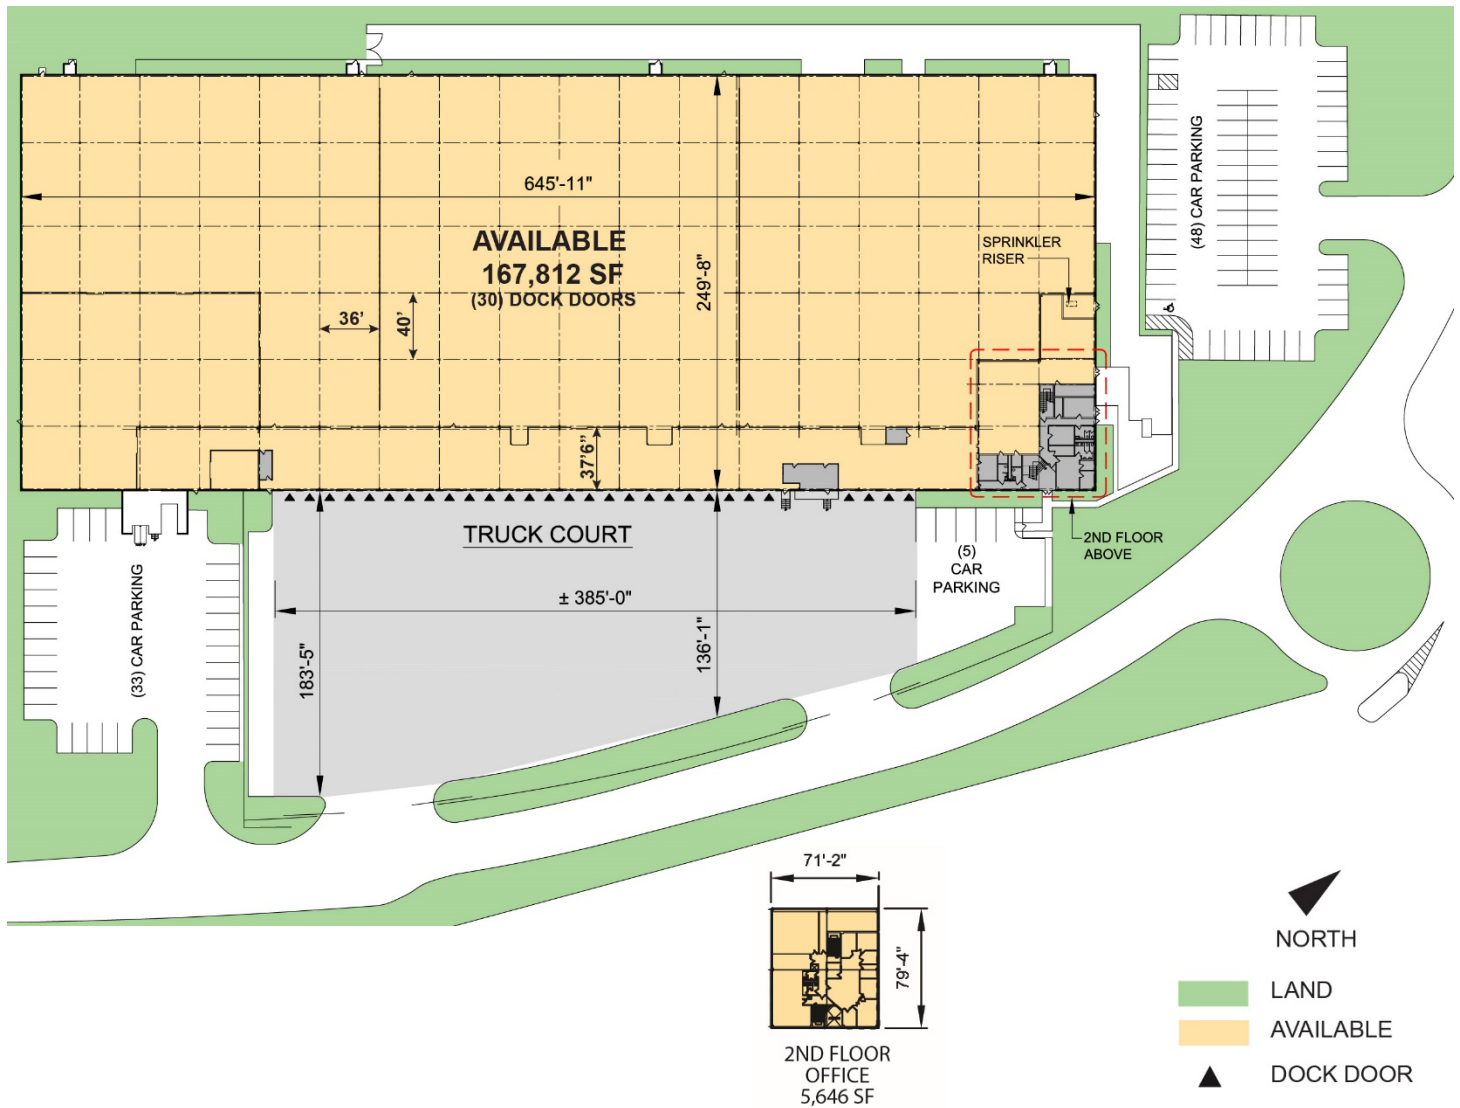 645'-11"
AVAILABLE
167,812 SF
(30) DOCK DOORS
249'-8"
36’
40’
37’6”
SPRINKLER
RISER
(48) CAR PARKING
2ND FLOOR
ABOVE
TRUCK COURT
± 385'-0"
183'-5"
136'-1"
(5)
CAR
PARKING
(33) CAR PARKING
71'-2"
79'-4"
2ND FLOOR
OFFICE
5,646 SF
NORTH
LAND
AVAILABLE
DOCK DOOR